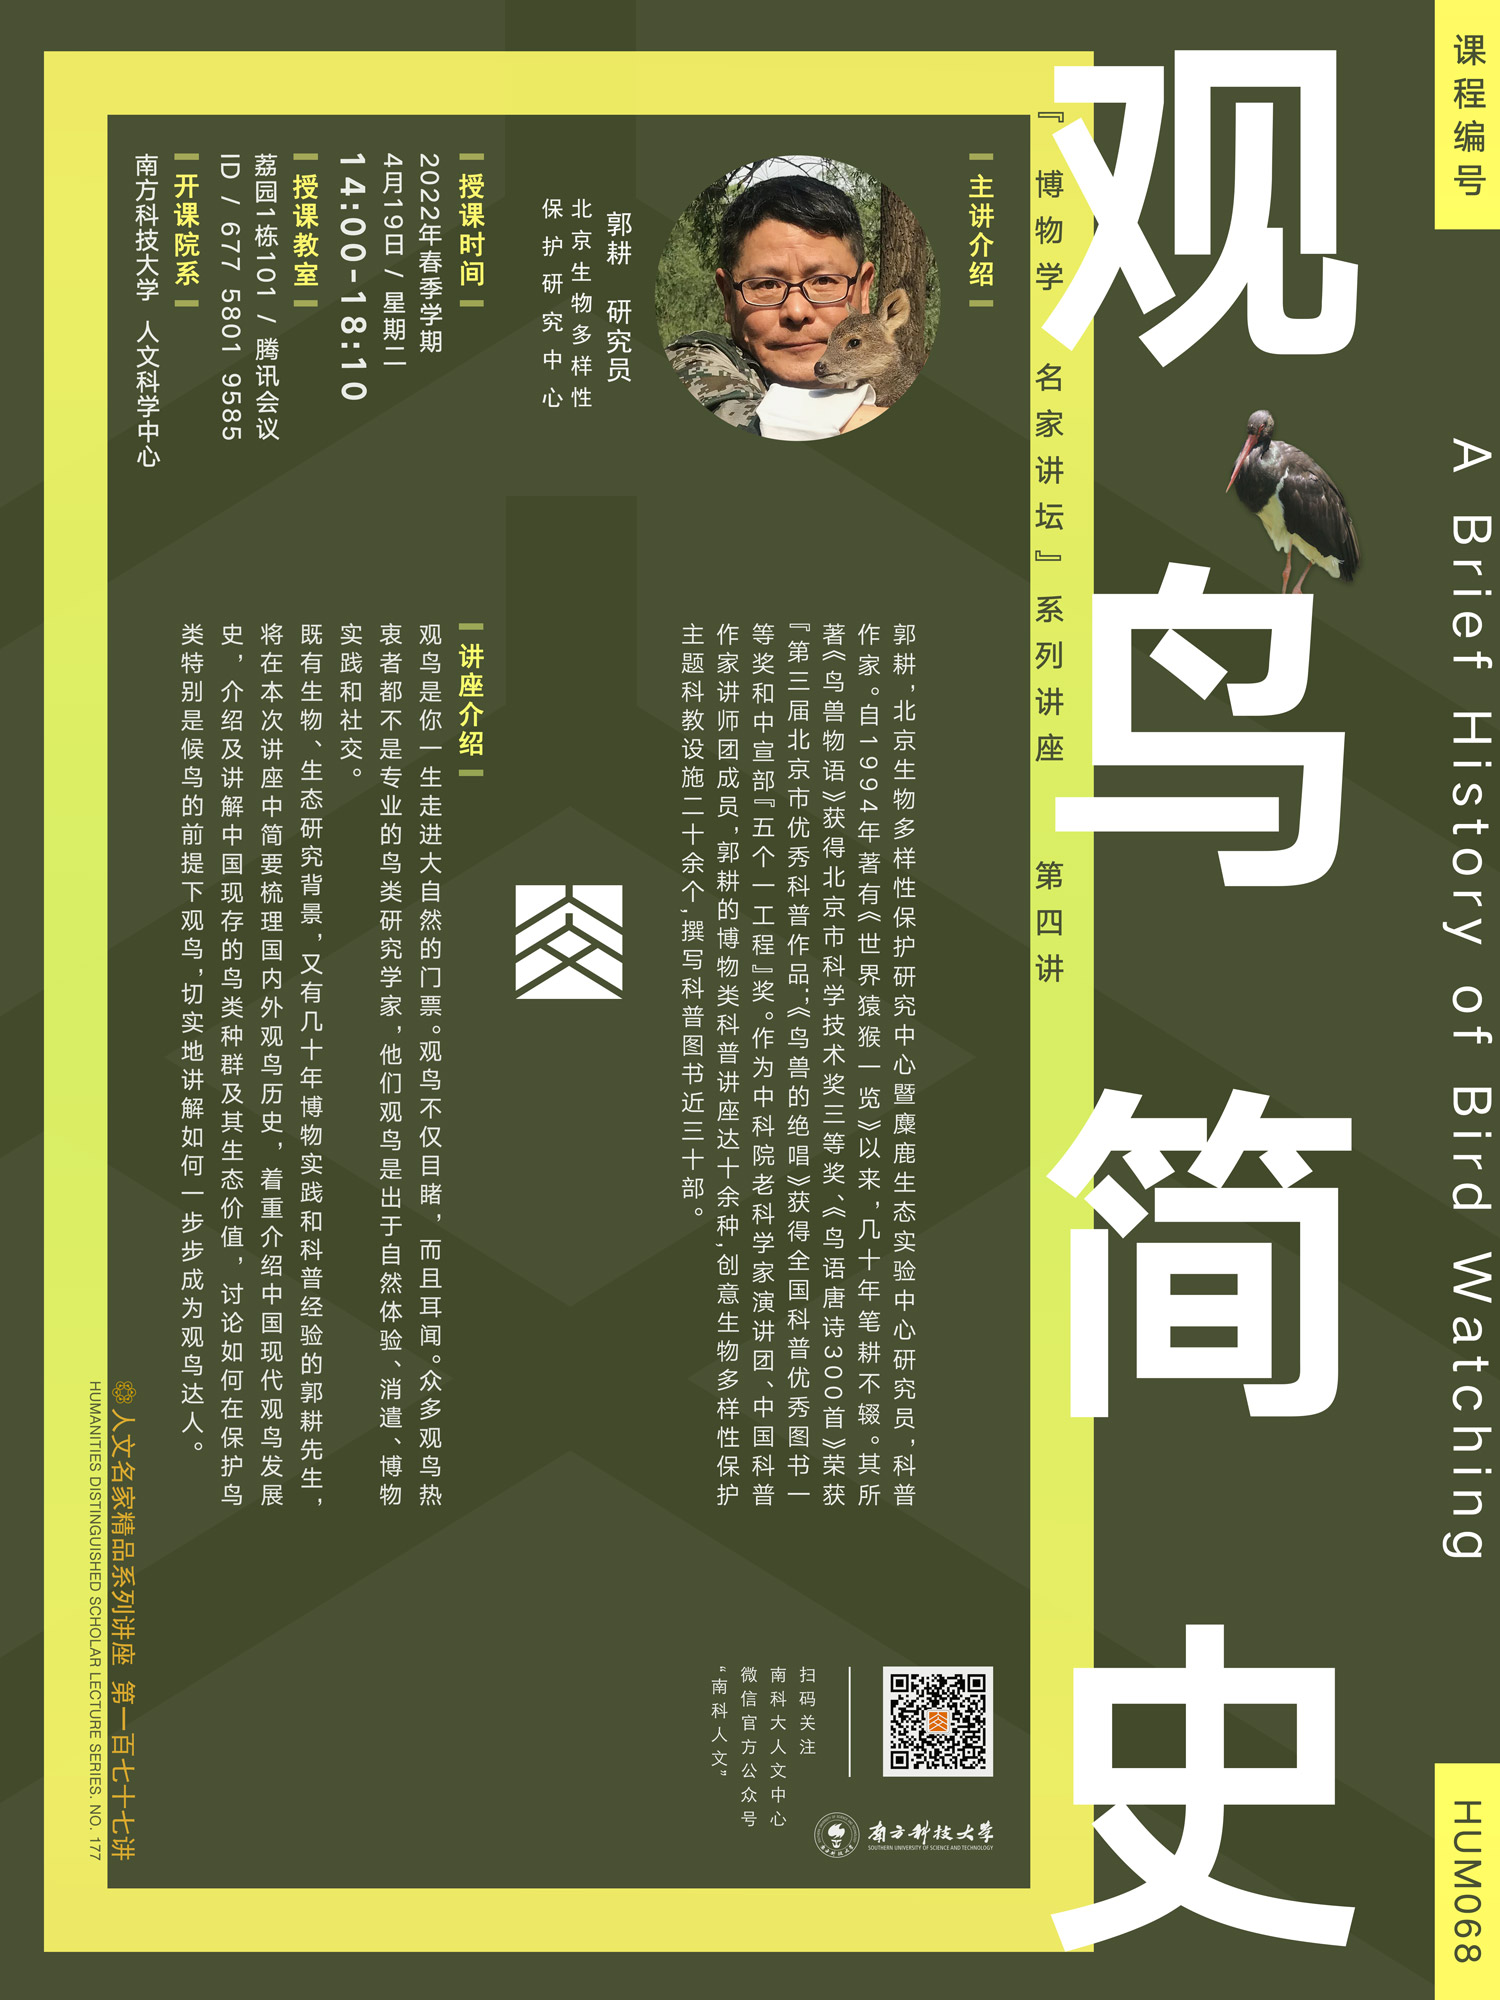 课程编号
HUM068
A Brief History of Bird Watching
观鸟简史
『博物学 名家讲坛』系列讲座 第四讲
主讲介绍
郭耕 研究员
北京生物多样性
保护研究中心
郭耕，北京生物多样性保护研究中心暨麋鹿生态实验中心研究员，科普
作家。自1994年著有《世界猿猴一览》以来，几十年笔耕不辍。其所
著《鸟兽物语》获得北京市科学技术奖三等奖、《鸟语唐诗300首》荣获
『第三届北京市优秀科普作品；《鸟兽的绝唱》获得全国科普优秀图书一
等奖和中宣部『五个一工程』奖。作为中科院老科学家演讲团、中国科普
作家讲师团成员，郭耕的博物类科普讲座达十余种，创意生物多样性保护
主题科教设施二十余个，撰写科普图书近三十部。
授课时间
2022年春季学期
4月19日 / 星期二
14:00-18:10
授课教室
荔园1栋101 / 腾讯会议
ID / 677 5801 9585
开课院系
南方科技大学 人文科学中心
讲座介绍
观鸟是你一生走进大自然的门票。观鸟不仅目睹，而且耳闻。众多观鸟热
衷者都不是专业的鸟类研究学家，他们观鸟是出于自然体验、消遣、博物
实践和社交。
既有生物、生态研究背景，又有几十年博物实践和科普经验的郭耕先生，
将在本次讲座中简要梳理国内外观鸟历史，着重介绍中国现代观鸟发展
史，介绍及讲解中国现存的鸟类种群及其生态价值，讨论如何在保护鸟
类特别是候鸟的前提下观鸟，切实地讲解如何一步步成为观鸟达人。
扫码关注
南科大人文中心
微信官方公众号
“南科人文”
南方科技大学
SOUTHERN UNIVERSITY OF SCIENCE AND TECHNOLOGY
人文名家精品系列讲座 第一百七十七讲
HUMANITIES DISTINGUISHED SCHOLAR LECTURE SERIES. NO. 177